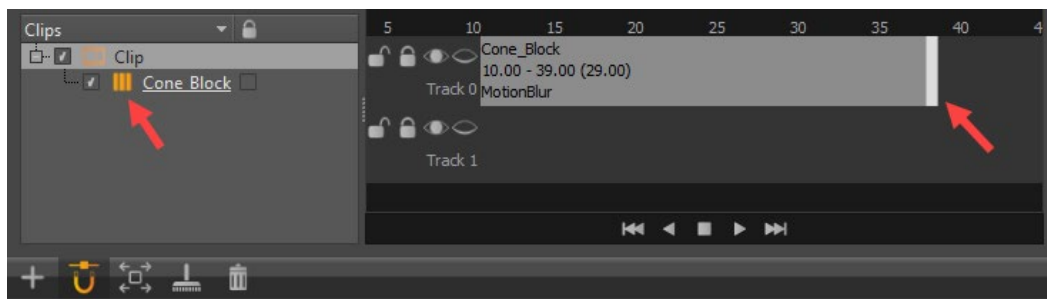 Clips
5 10 15 20 25 30 35 40 4
Clip
Cone Block
Cone_Block
10.00 - 39.00 (29.00)
Track 0 MotionBlur
Track 1